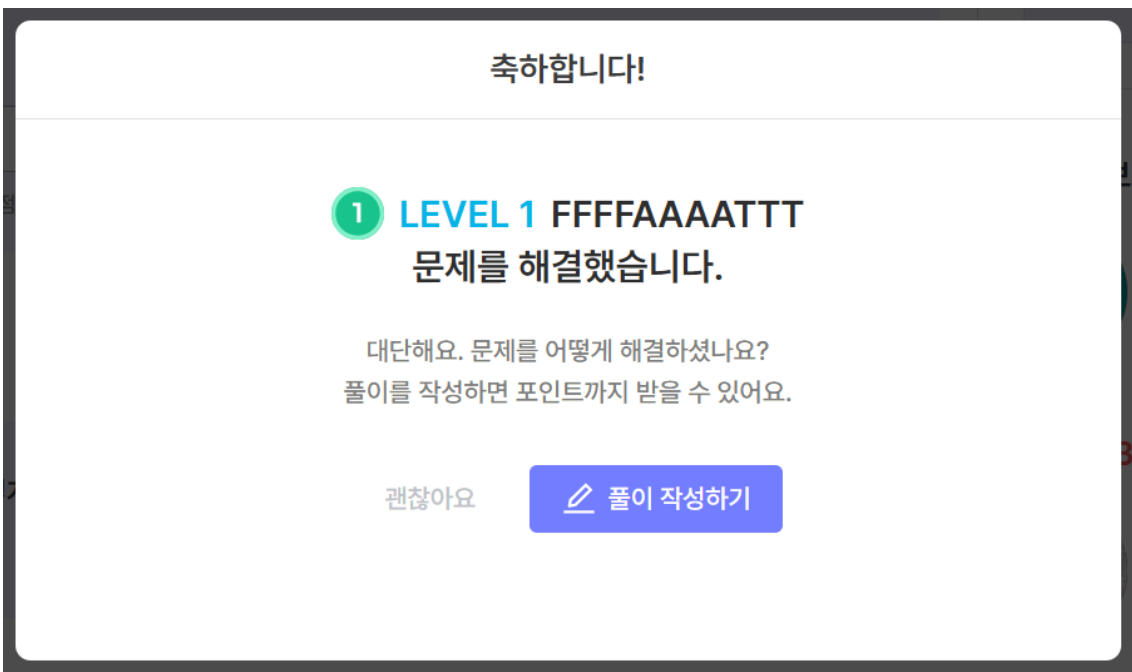 축하합니다!
1 LEVEL 1 FFFFAAAATTT
문제를 해결했습니다.
대단해요. 문제를 어떻게 해결하셨나요?
풀이를 작성하면 포인트까지 받을 수 있어요.
괜찮아요 풀이 작성하기